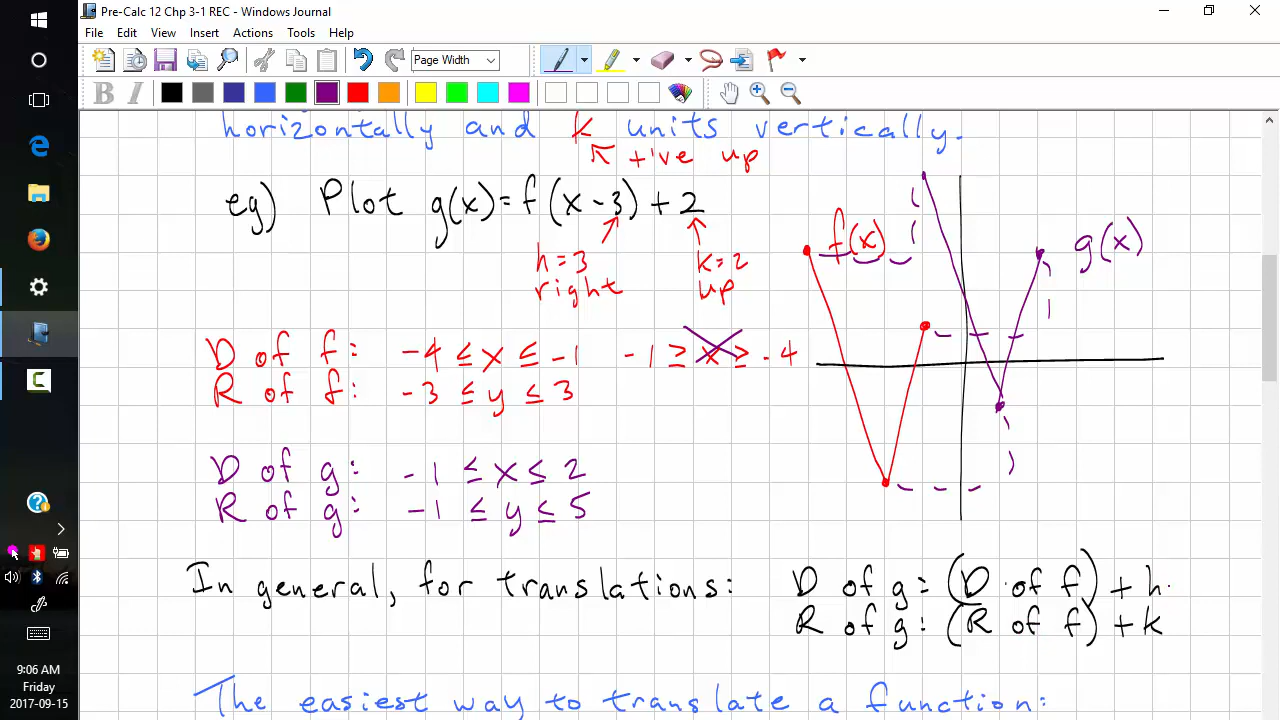 Pre-Calc 12 Chp 3-1 REC - Windows Journal
File Edit View Insert Actions Tools Help
Page Width
B I
horizontally and k units vertically.
+'ve up
eg) Plot g(x) = f(x - 3) + 2
h = 3
right
k = 2
up
f(x)
g(x)
D of f: -4 ≤ x ≤ -1 -1 ≥ x ≥ -4
R of f: -3 ≤ y ≤ 3
D of g: -1 ≤ x ≤ 2
R of g: -1 ≤ y ≤ 5
In general, for translations: D of g: (D of f) + h
R of g: (R of f) + k
The easiest way to translate a function:
9:06 AM
Friday
2017-09-15